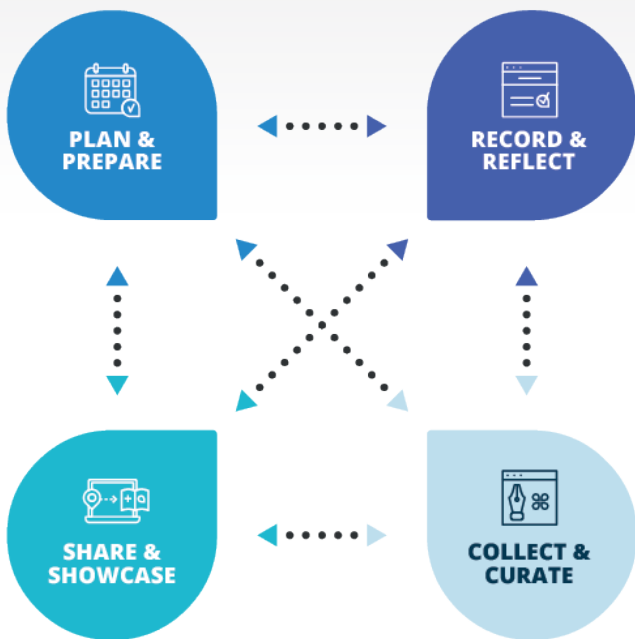 PLAN &
PREPARE
RECORD &
REFLECT
SHARE &
SHOWCASE
COLLECT &
CURATE